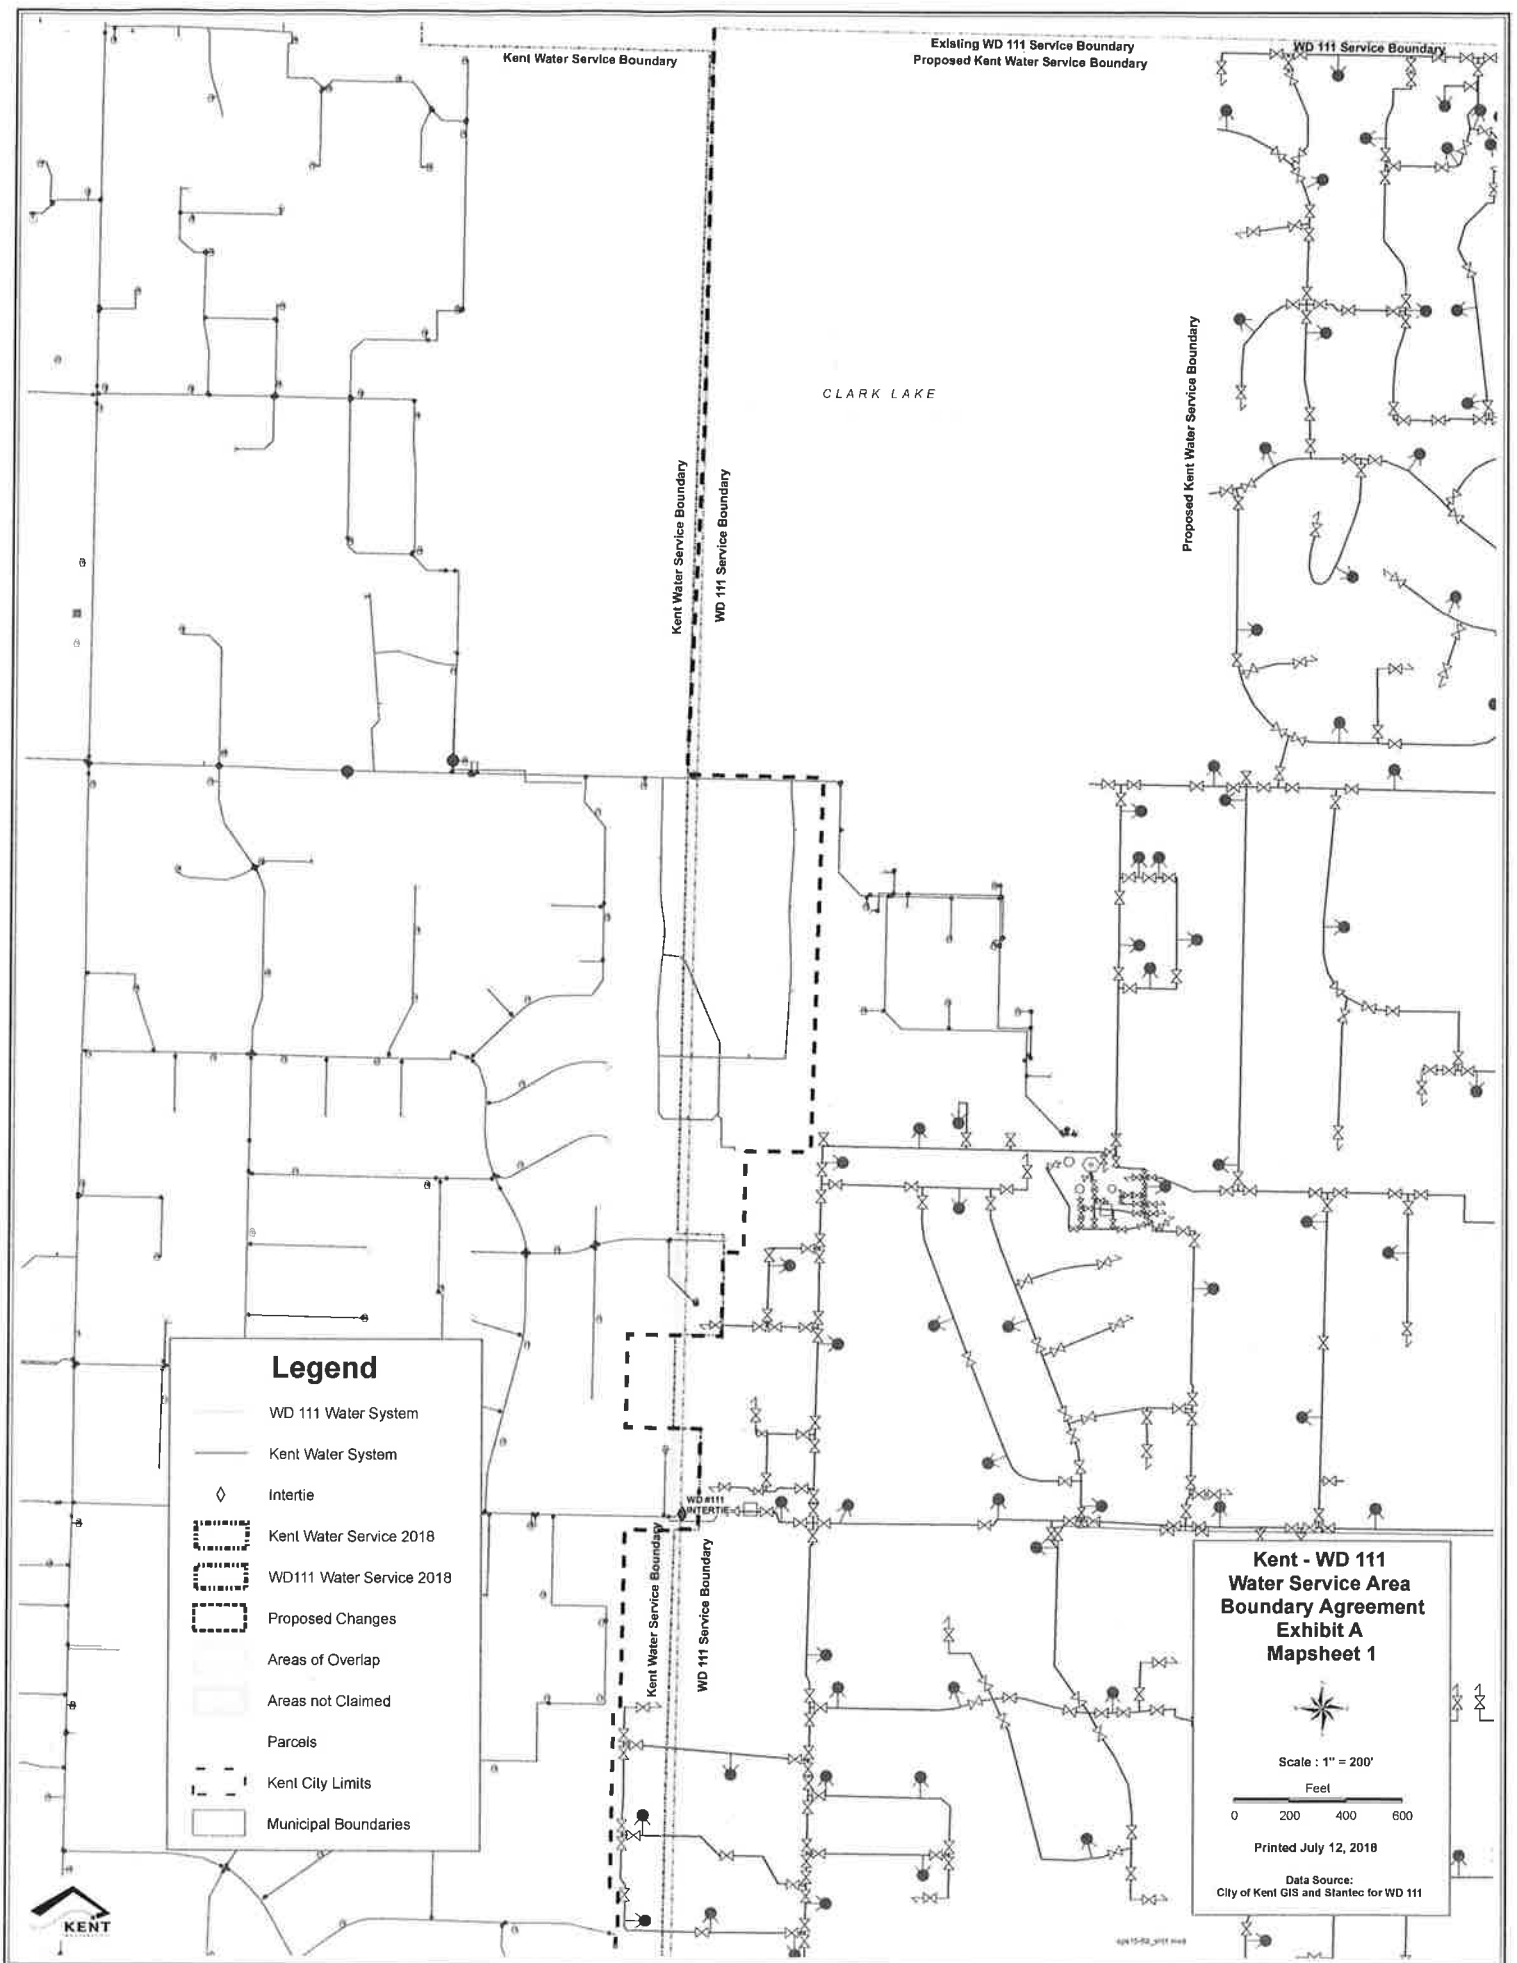 Kent Water Service Boundary
Existing WD 111 Service Boundary
Proposed Kent Water Service Boundary
WD 111 Service Boundary
CLARK LAKE
Proposed Kent Water Service Boundary
Kent Water Service Boundary
WD 111 Service Boundary
WD #111
INTERTIE
Kent Water Service Boundary
WD 111 Service Boundary
Legend
WD 111 Water System
Kent Water System
Intertie
Kent Water Service 2018
WD111 Water Service 2018
Proposed Changes
Areas of Overlap
Areas not Claimed
Parcels
Kent City Limits
Municipal Boundaries
Kent - WD 111
Water Service Area
Boundary Agreement
Exhibit A
Mapsheet 1
Scale : 1" = 200'
Feet
0 200 400 600
Printed July 12, 2018
Data Source:
City of Kent GIS and Stantec for WD 111
KENT